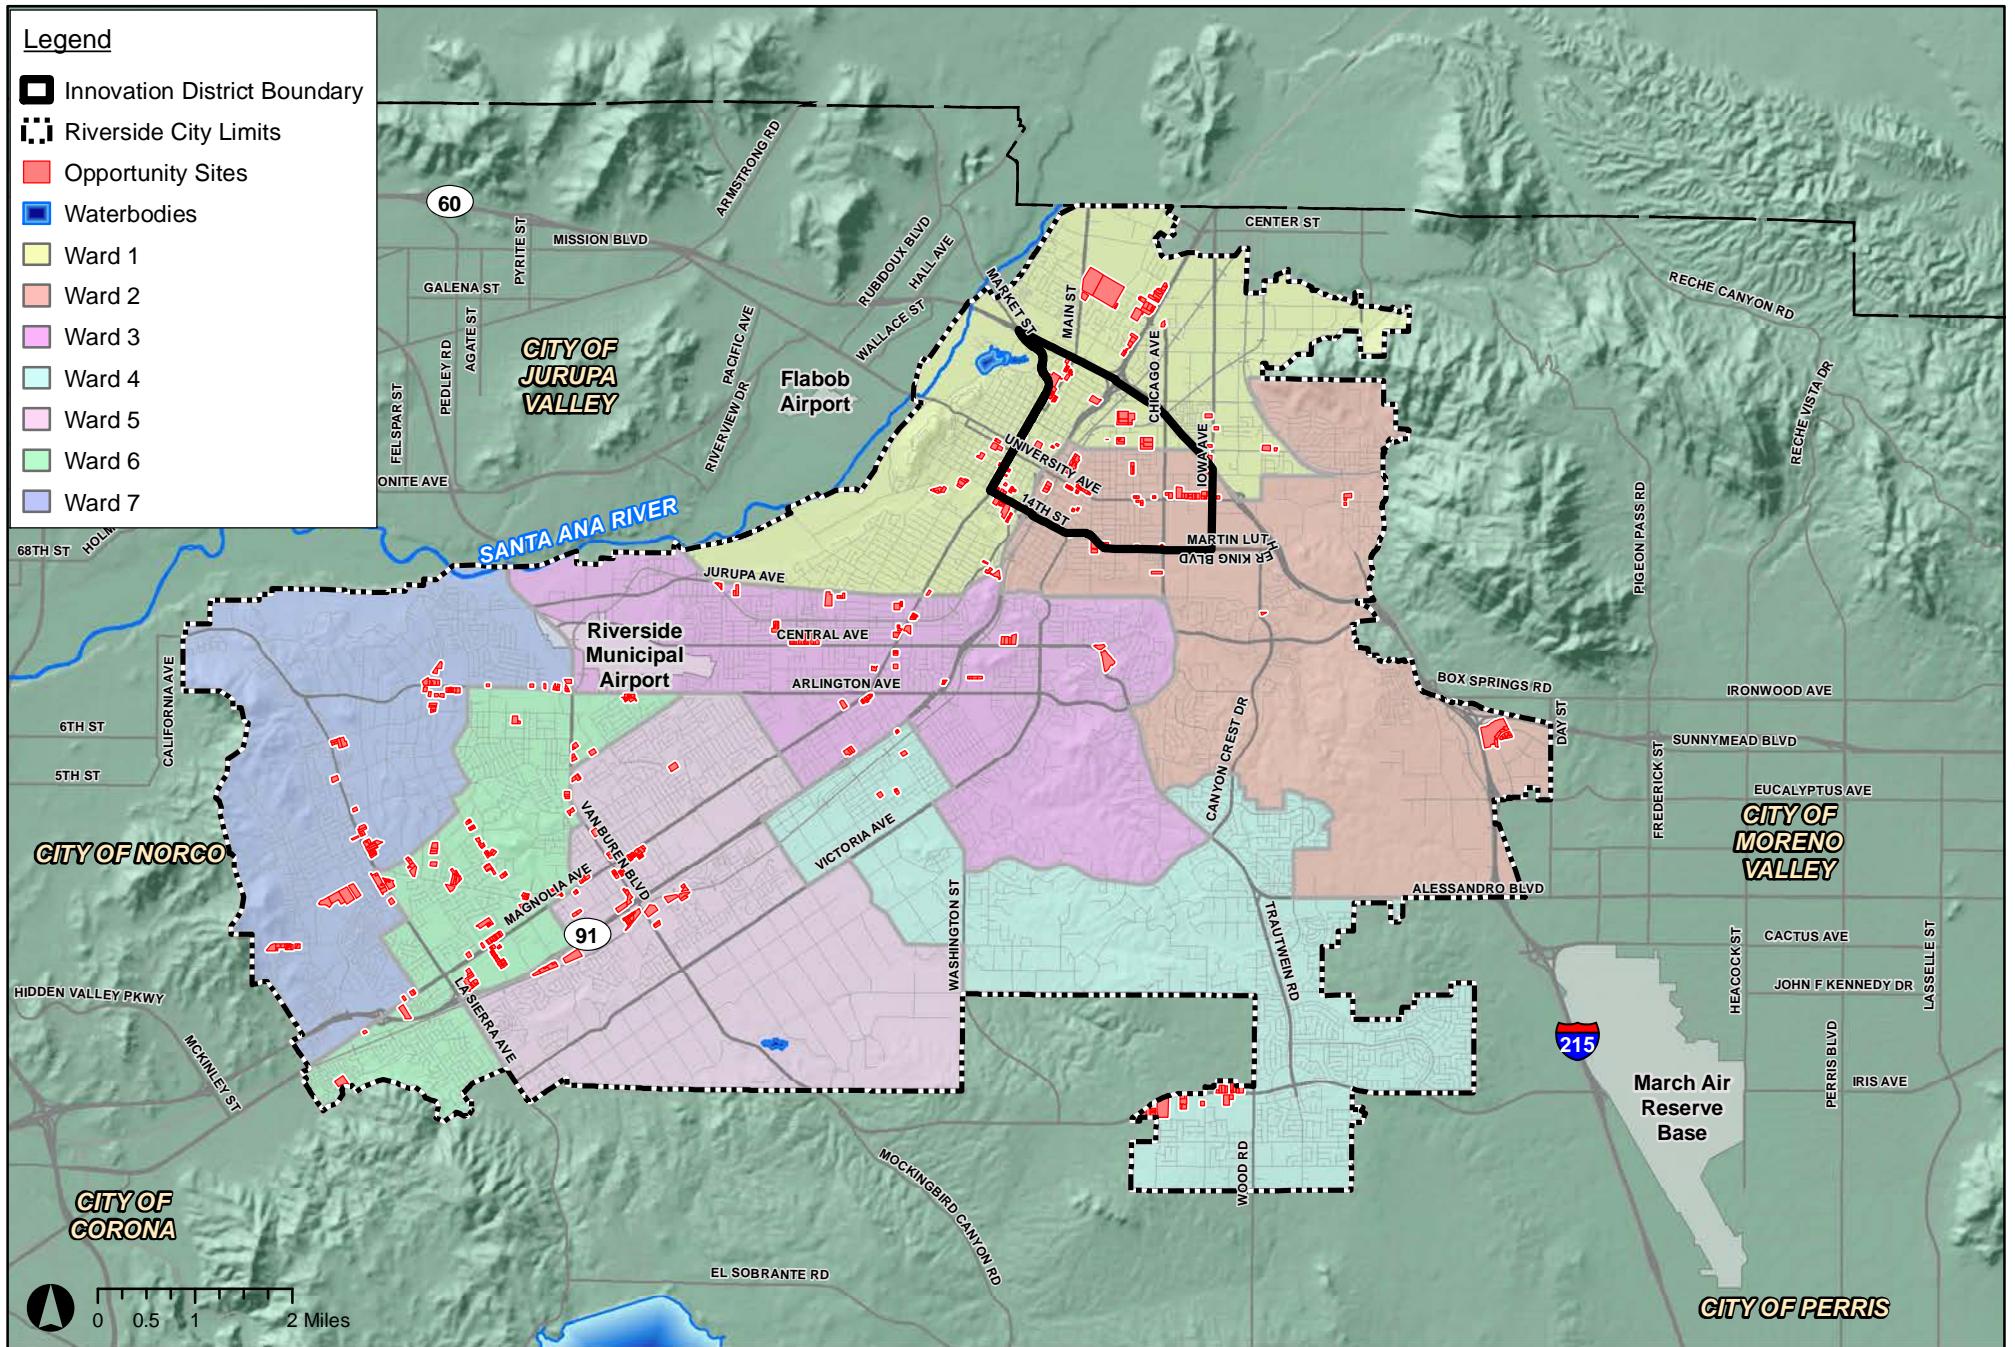 Legend
Innovation District Boundary
Riverside City Limits
Opportunity Sites
Waterbodies
Ward 1
Ward 2
Ward 3
Ward 4
Ward 5
Ward 6
Ward 7
60
ARMSTRONG RD
PYRITE ST
MISSION BLVD
RUBIDOUX BLVD
HALL AVE
WALLACE ST
GALENA ST
AGATE ST
PEDLEY RD
FELSPAR ST
PACIFIC AVE
RIVERVIEW DR
CITY OF
JURUPA
VALLEY
Flabob
Airport
ONITE AVE
68TH ST
HOLM
SANTA ANA RIVER
CENTER ST
MARKET ST
MAIN ST
CHICAGO AVE
IOWA AVE
UNIVERSITY AVE
14TH ST
MARTIN LUTHER KING BLVD
RECHE CANYON RD
RECHE VISTA DR
PIGEON PASS RD
JURUPA AVE
CENTRAL AVE
Riverside
Municipal
Airport
ARLINGTON AVE
CALIFORNIA AVE
6TH ST
5TH ST
CITY OF NORCO
BOX SPRINGS RD
IRONWOOD AVE
DAY ST
SUNNYMEAD BLVD
FREDERICK ST
EUCALYPTUS AVE
CITY OF
MORENO
VALLEY
CANYON CREST DR
VAN BUREN BLVD
VICTORIA AVE
MAGNOLIA AVE
91
WASHINGTON ST
ALESSANDRO BLVD
TRAUTWEIN RD
CACTUS AVE
HEACOCK ST
LASSELLE ST
JOHN F KENNEDY DR
HIDDEN VALLEY PKWY
LA SIERRA AVE
MCKINLEY ST
215
March Air
Reserve
Base
PERRIS BLVD
IRIS AVE
WOOD RD
MOCKINGBIRD CANYON RD
CITY OF
CORONA
EL SOBRANTE RD
CITY OF PERRIS
0 0.5 1 2 Miles